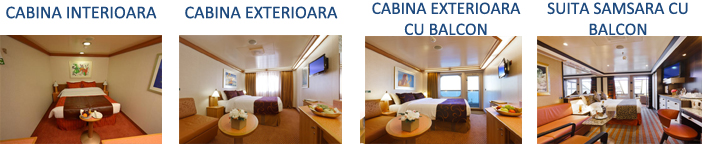 CABINA INTERIOARA
CABINA EXTERIOARA
CABINA EXTERIOARA
CU BALCON
SUITA SAMSARA CU
BALCON